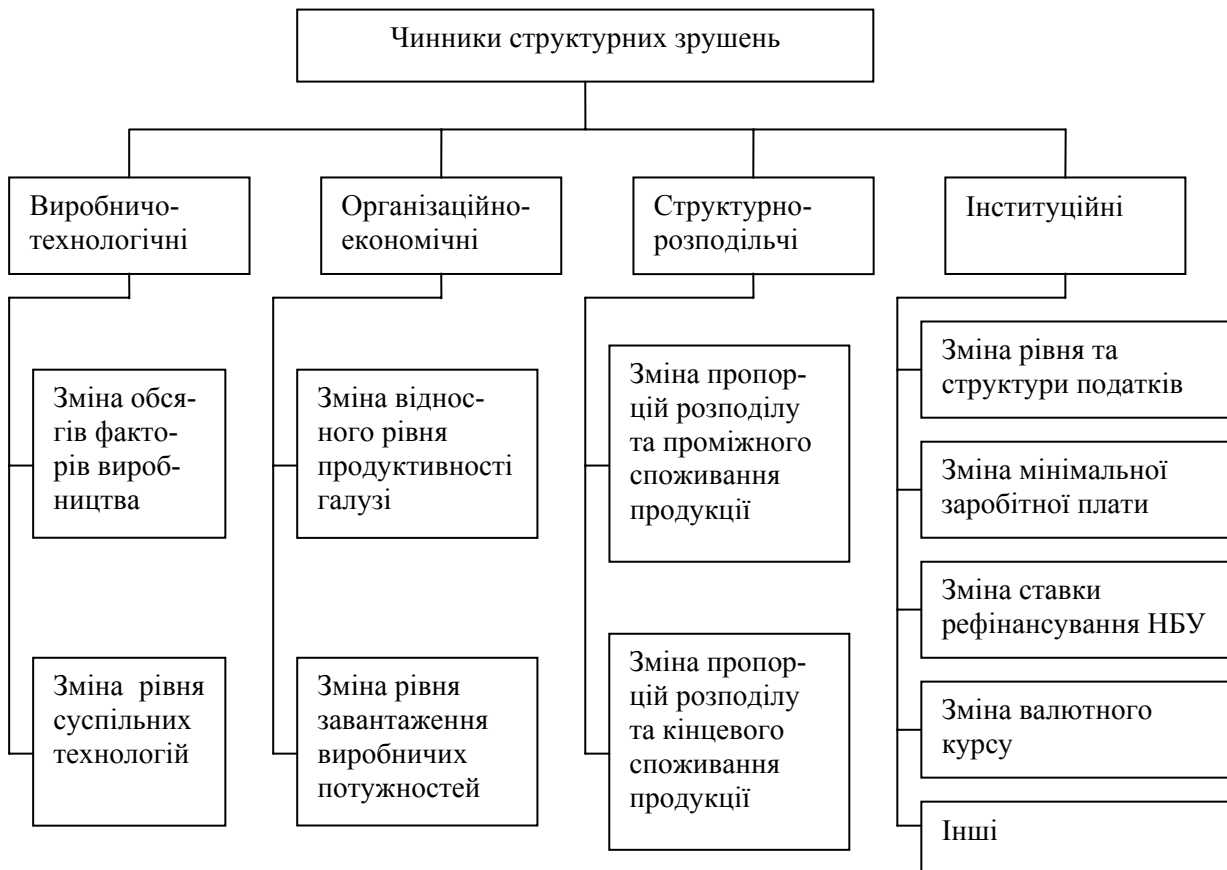 Чинники структурних зрушень
Виробничо-
технологічні
Організаційно-
економічні
Структурно-
розподільчі
Інституційні
Зміна обся-
гів факто-
рів вироб-
ництва
Зміна рівня
суспільних
технологій
Зміна віднос-
ного рівня
продуктивності
галузі
Зміна рівня
завантаження
виробничих
потужностей
Зміна пропор-
цій розподілу
та проміжного
споживання
продукції
Зміна пропор-
цій розподілу
та кінцевого
споживання
продукції
Зміна рівня та
структури податків
Зміна мінімальної
заробітної плати
Зміна ставки
рефінансування НБУ
Зміна валютного
курсу
Інші